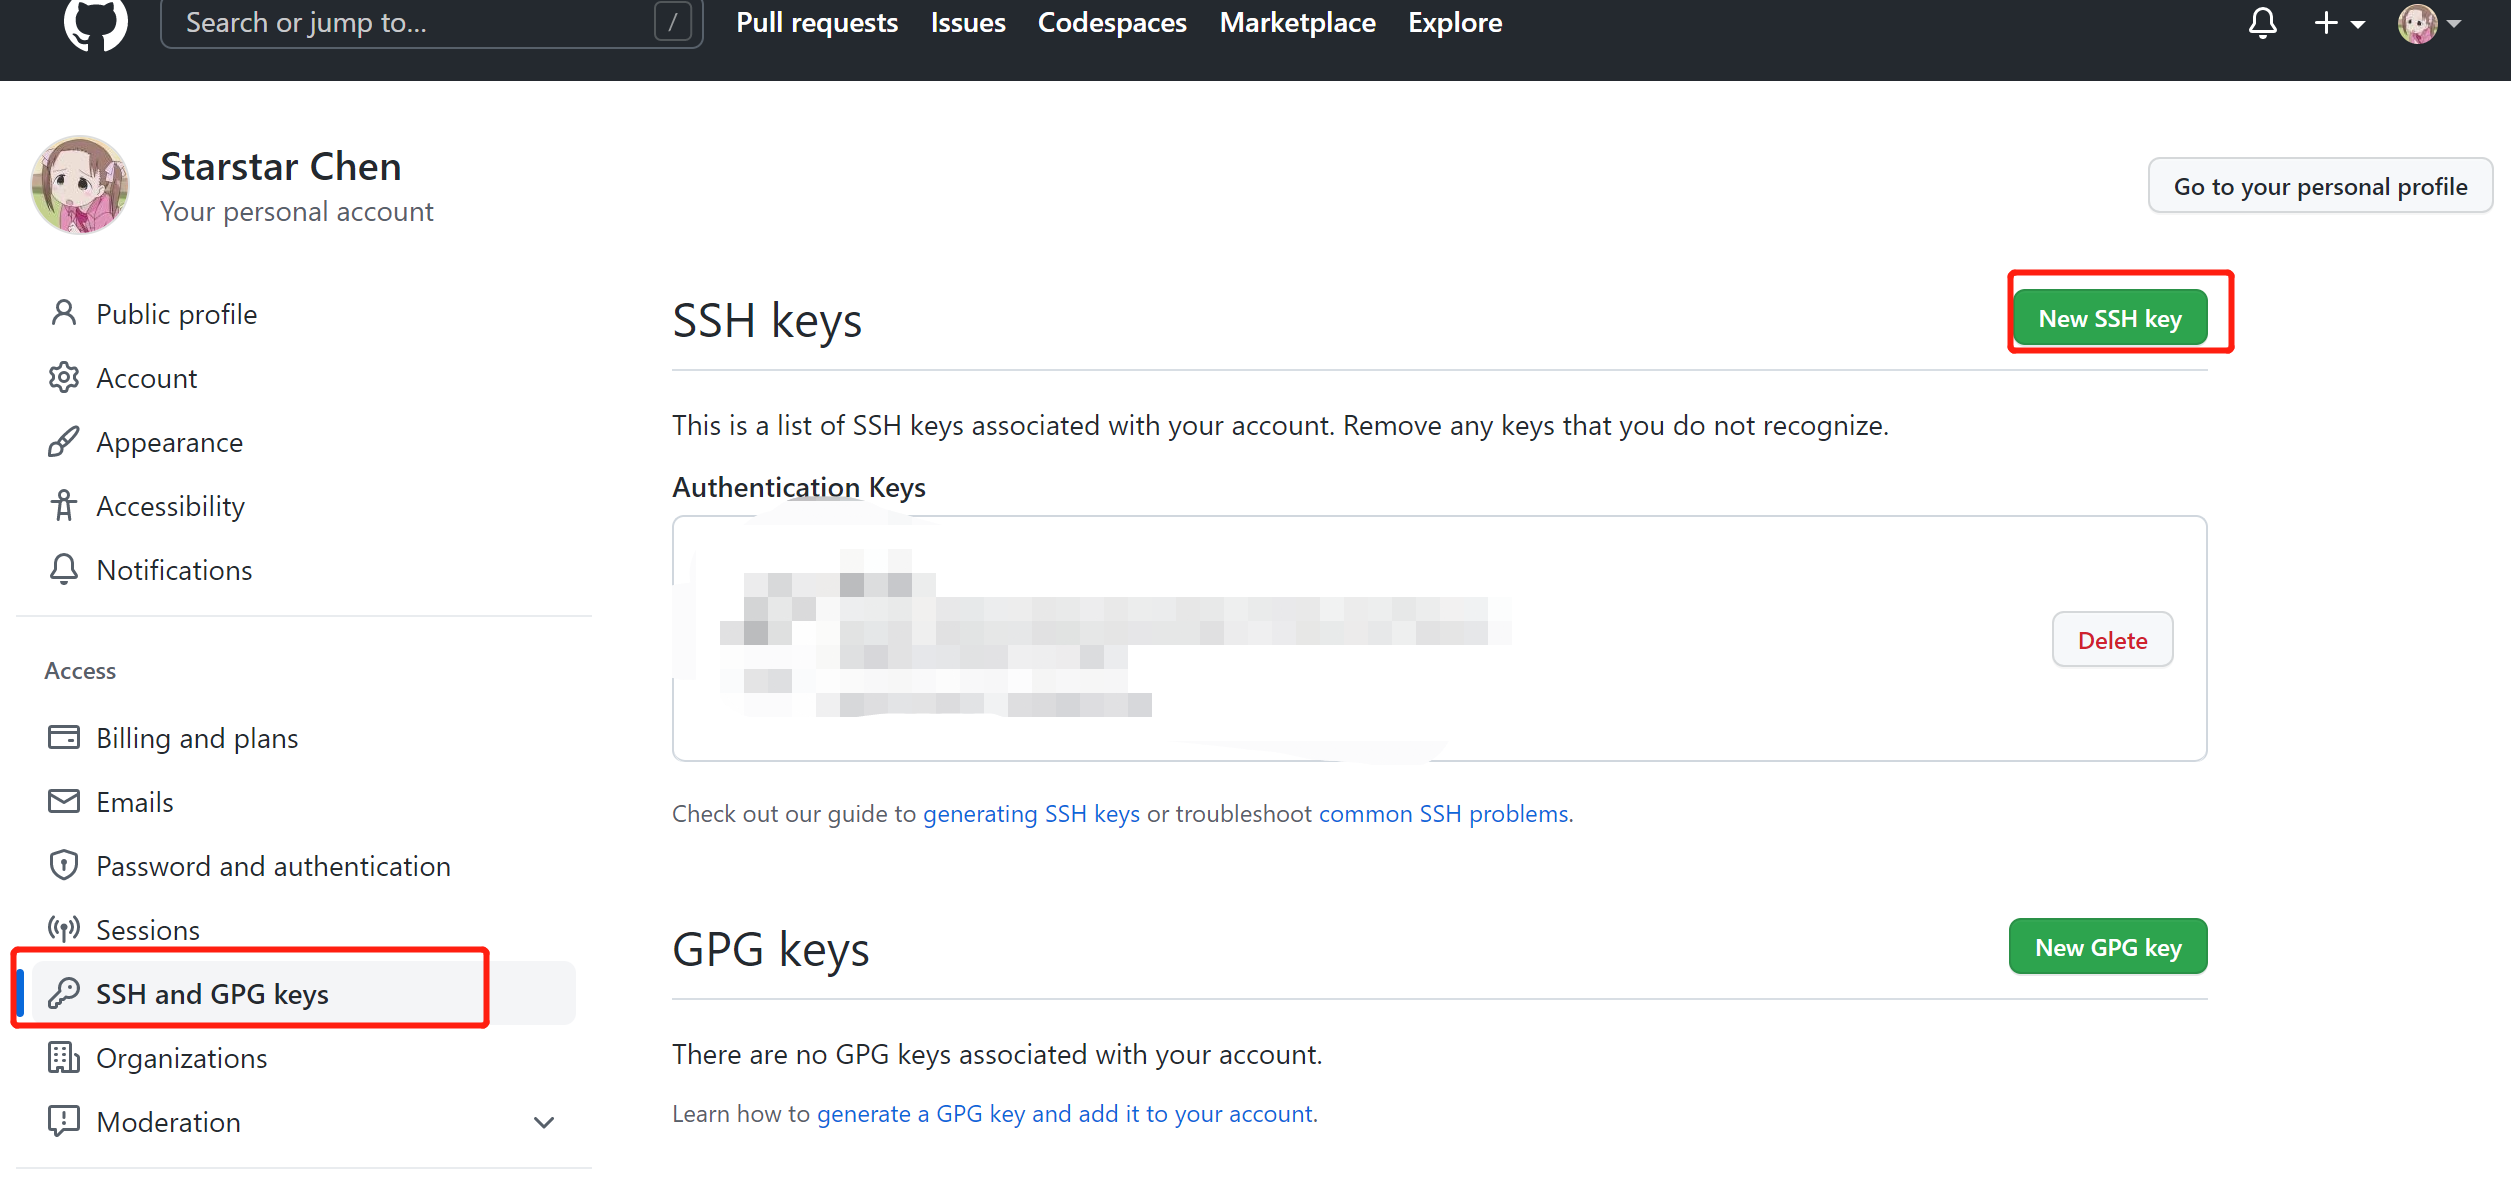 Search or jump to... / Pull requests Issues Codespaces Marketplace Explore
Starstar Chen
Your personal account
Go to your personal profile
Public profile
Account
Appearance
Accessibility
Notifications
Access
Billing and plans
Emails
Password and authentication
Sessions
SSH and GPG keys
Organizations
Moderation
SSH keys
New SSH key
This is a list of SSH keys associated with your account. Remove any keys that you do not recognize.
Authentication Keys
Delete
Check out our guide to generating SSH keys or troubleshoot common SSH problems.
GPG keys
New GPG key
There are no GPG keys associated with your account.
Learn how to generate a GPG key and add it to your account.